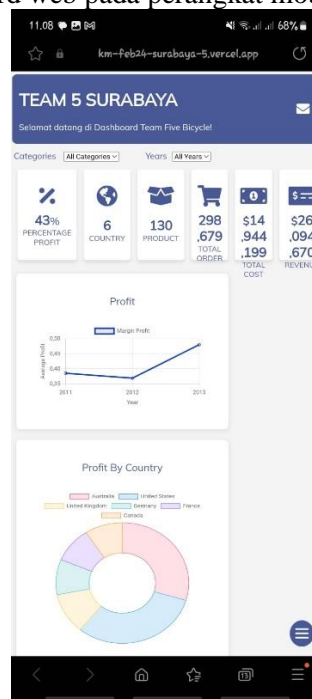 11.08
68%
km-feb24-surabaya-5.vercel.app
TEAM 5 SURABAYA
Selamat datang di Dashboard Team Five Bicycle!
Categories All Categories Years All Years
43%
PERCENTAGE
PROFIT
6
COUNTRY
130
PRODUCT
298
,679
TOTAL
ORDER
$14
,944
,199
TOTAL
COST
$26
,094
,670
REVENU
Profit
Margin Profit
Average Profit
0,50
0,45
0,40
0,35
2011 2012 2013
Year
Profit By Country
Australia United States
United Kingdom Germany France
Canada
13